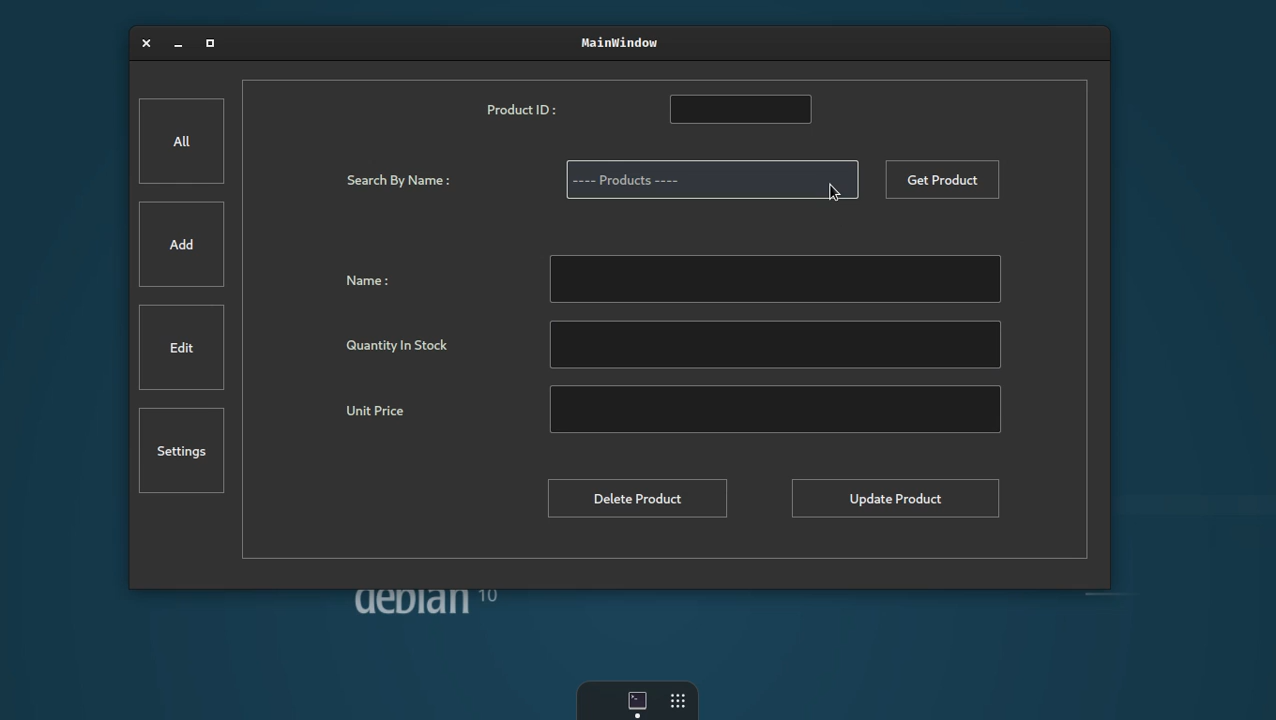 MainWindow
All
Add
Edit
Settings
Product ID :
Search By Name :
---- Products ----
Get Product
Name :
Quantity In Stock
Unit Price
Delete Product
Update Product
debian 10